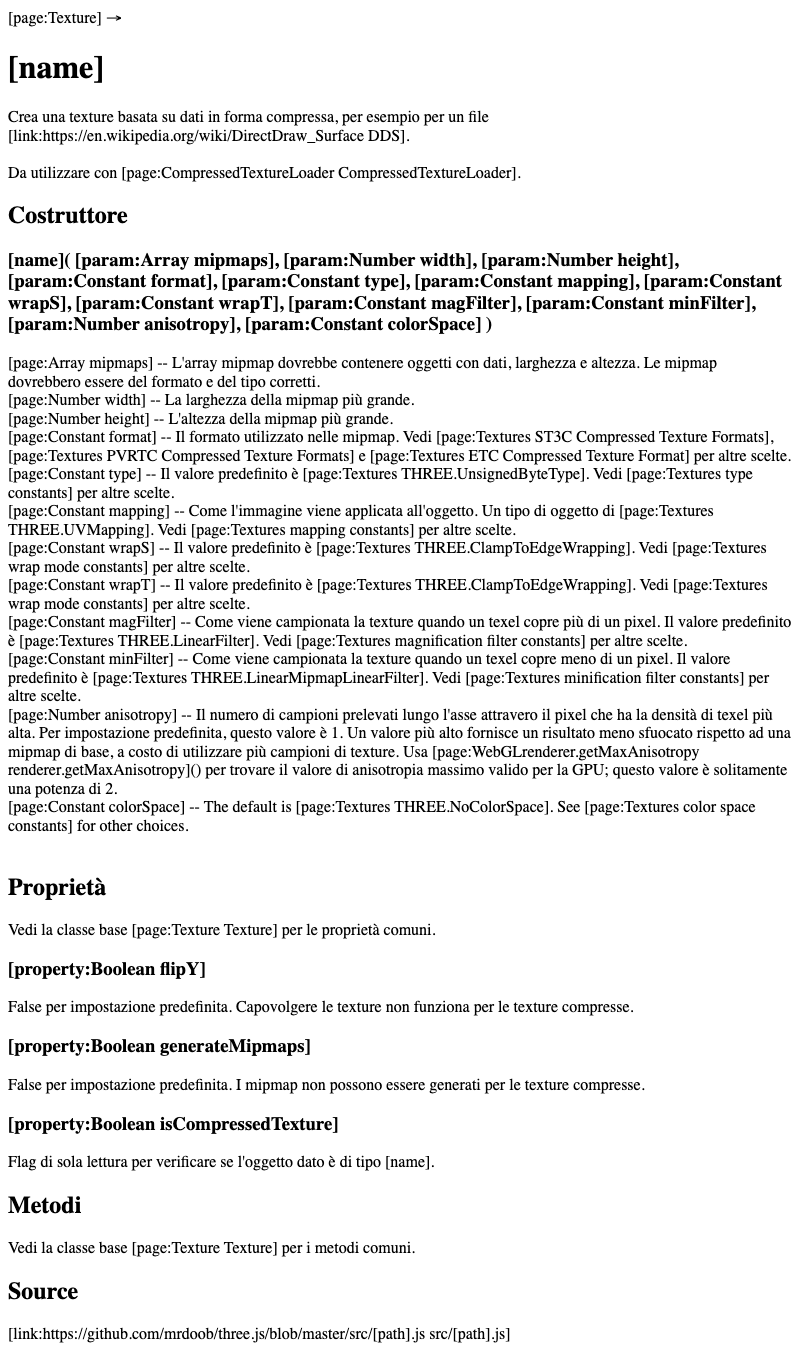 [page:Texture] →
[name]
Crea una texture basata su dati in forma compressa, per esempio per un file
[link:https://en.wikipedia.org/wiki/DirectDraw_Surface DDS].
Da utilizzare con [page:CompressedTextureLoader CompressedTextureLoader].
Costruttore
[name]( [param:Array mipmaps], [param:Number width], [param:Number height],
[param:Constant format], [param:Constant type], [param:Constant mapping], [param:Constant
wrapS], [param:Constant wrapT], [param:Constant magFilter], [param:Constant minFilter],
[param:Number anisotropy], [param:Constant colorSpace] )
[page:Array mipmaps] -- L'array mipmap dovrebbe contenere oggetti con dati, larghezza e altezza. Le mipmap
dovrebbero essere del formato e del tipo corretti.
[page:Number width] -- La larghezza della mipmap più grande.
[page:Number height] -- L'altezza della mipmap più grande.
[page:Constant format] -- Il formato utilizzato nelle mipmap. Vedi [page:Textures ST3C Compressed Texture Formats],
[page:Textures PVRTC Compressed Texture Formats] e [page:Textures ETC Compressed Texture Format] per altre scelte.
[page:Constant type] -- Il valore predefinito è [page:Textures THREE.UnsignedByteType]. Vedi [page:Textures type
constants] per altre scelte.
[page:Constant mapping] -- Come l'immagine viene applicata all'oggetto. Un tipo di oggetto di [page:Textures
THREE.UVMapping]. Vedi [page:Textures mapping constants] per altre scelte.
[page:Constant wrapS] -- Il valore predefinito è [page:Textures THREE.ClampToEdgeWrapping]. Vedi [page:Textures
wrap mode constants] per altre scelte.
[page:Constant wrapT] -- Il valore predefinito è [page:Textures THREE.ClampToEdgeWrapping]. Vedi [page:Textures
wrap mode constants] per altre scelte.
[page:Constant magFilter] -- Come viene campionata la texture quando un texel copre più di un pixel. Il valore predefinito
è [page:Textures THREE.LinearFilter]. Vedi [page:Textures magnification filter constants] per altre scelte.
[page:Constant minFilter] -- Come viene campionata la texture quando un texel copre meno di un pixel. Il valore
predefinito è [page:Textures THREE.LinearMipmapLinearFilter]. Vedi [page:Textures minification filter constants] per
altre scelte.
[page:Number anisotropy] -- Il numero di campioni prelevati lungo l'asse attravero il pixel che ha la densità di texel più
alta. Per impostazione predefinita, questo valore è 1. Un valore più alto fornisce un risultato meno sfuocato rispetto ad una
mipmap di base, a costo di utilizzare più campioni di texture. Usa [page:WebGLrenderer.getMaxAnisotropy
renderer.getMaxAnisotropy]() per trovare il valore di anisotropia massimo valido per la GPU; questo valore è solitamente
una potenza di 2.
[page:Constant colorSpace] -- The default is [page:Textures THREE.NoColorSpace]. See [page:Textures color space
constants] for other choices.
Proprietà
Vedi la classe base [page:Texture Texture] per le proprietà comuni.
[property:Boolean flipY]
False per impostazione predefinita. Capovolgere le texture non funziona per le texture compresse.
[property:Boolean generateMipmaps]
False per impostazione predefinita. I mipmap non possono essere generati per le texture compresse.
[property:Boolean isCompressedTexture]
Flag di sola lettura per verificare se l'oggetto dato è di tipo [name].
Metodi
Vedi la classe base [page:Texture Texture] per i metodi comuni.
Source
[link:https://github.com/mrdoob/three.js/blob/master/src/[path].js src/[path].js]